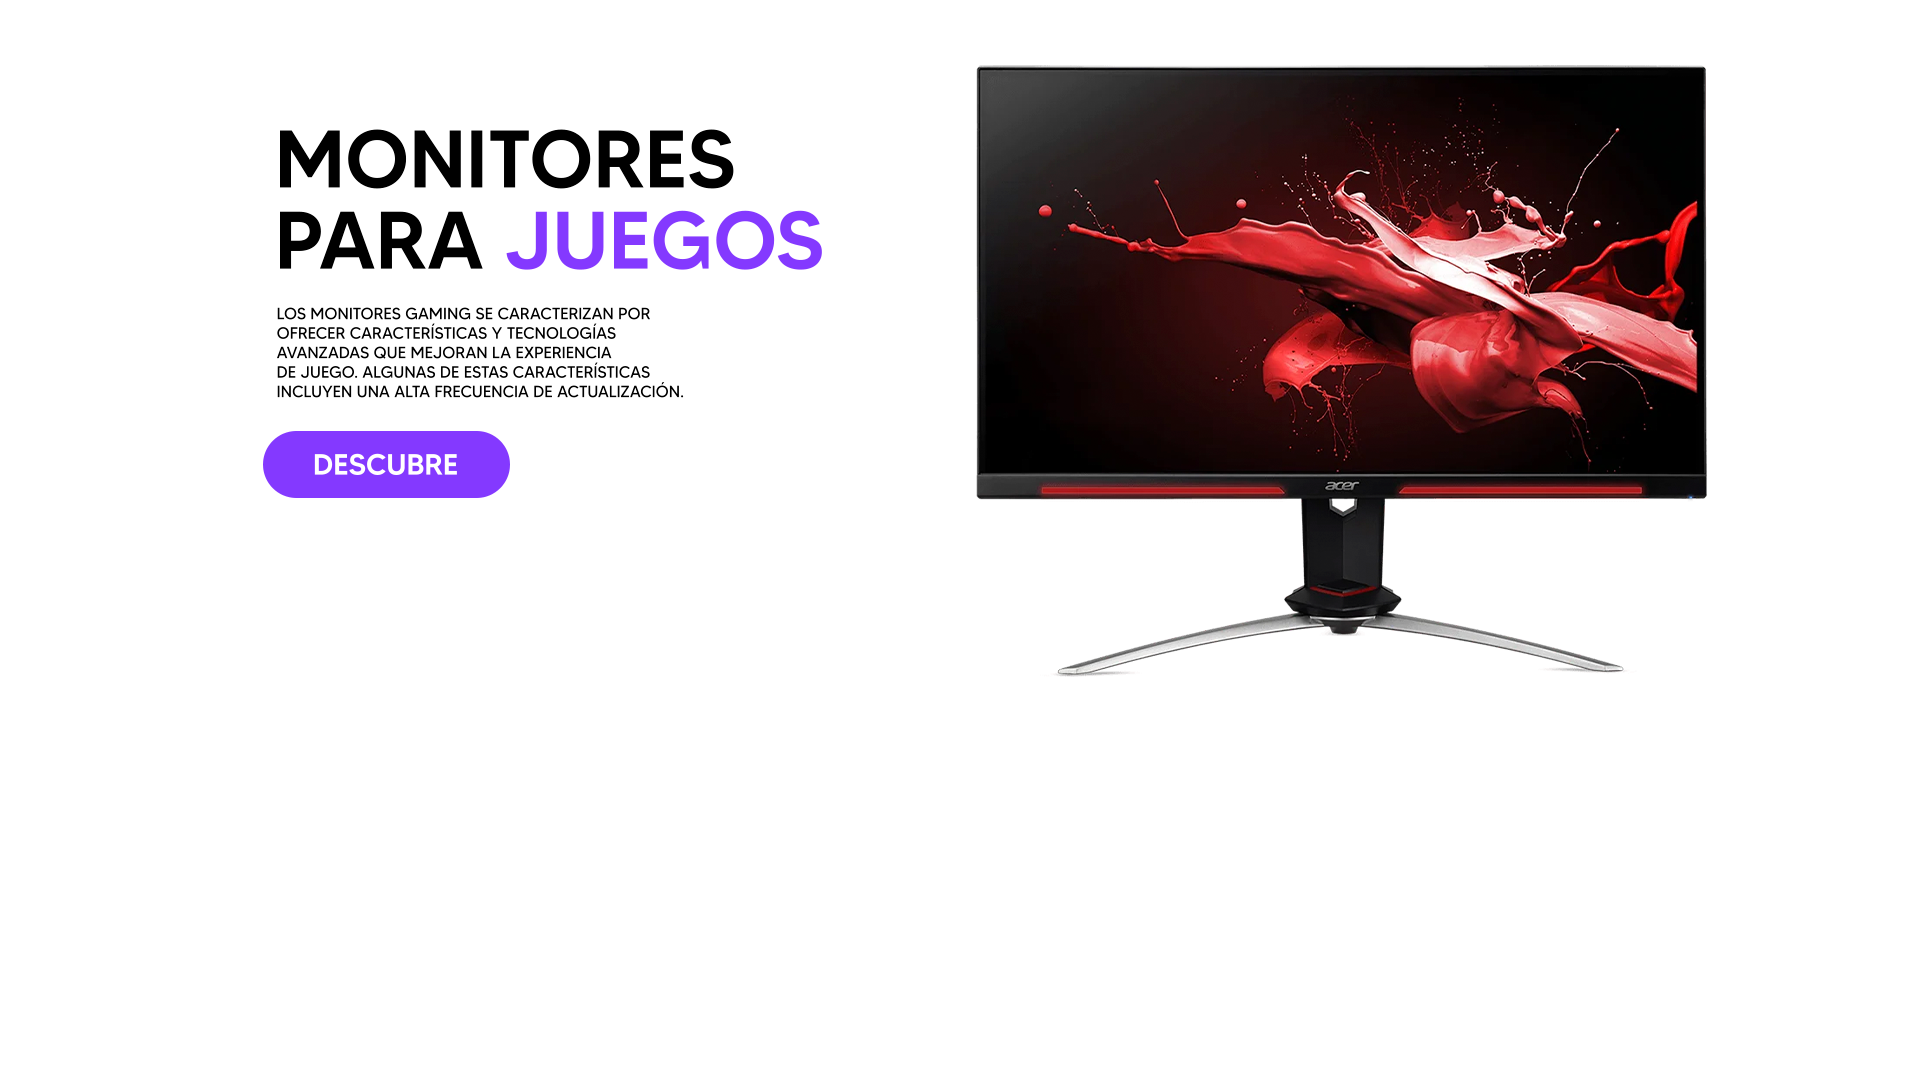 MONITORES
PARA JUEGOS
LOS MONITORES GAMING SE CARACTERIZAN POR
OFRECER CARACTERÍSTICAS Y TECNOLOGÍAS
AVANZADAS QUE MEJORAN LA EXPERIENCIA
DE JUEGO. ALGUNAS DE ESTAS CARACTERÍSTICAS
INCLUYEN UNA ALTA FRECUENCIA DE ACTUALIZACIÓN.
DESCUBRE
acer